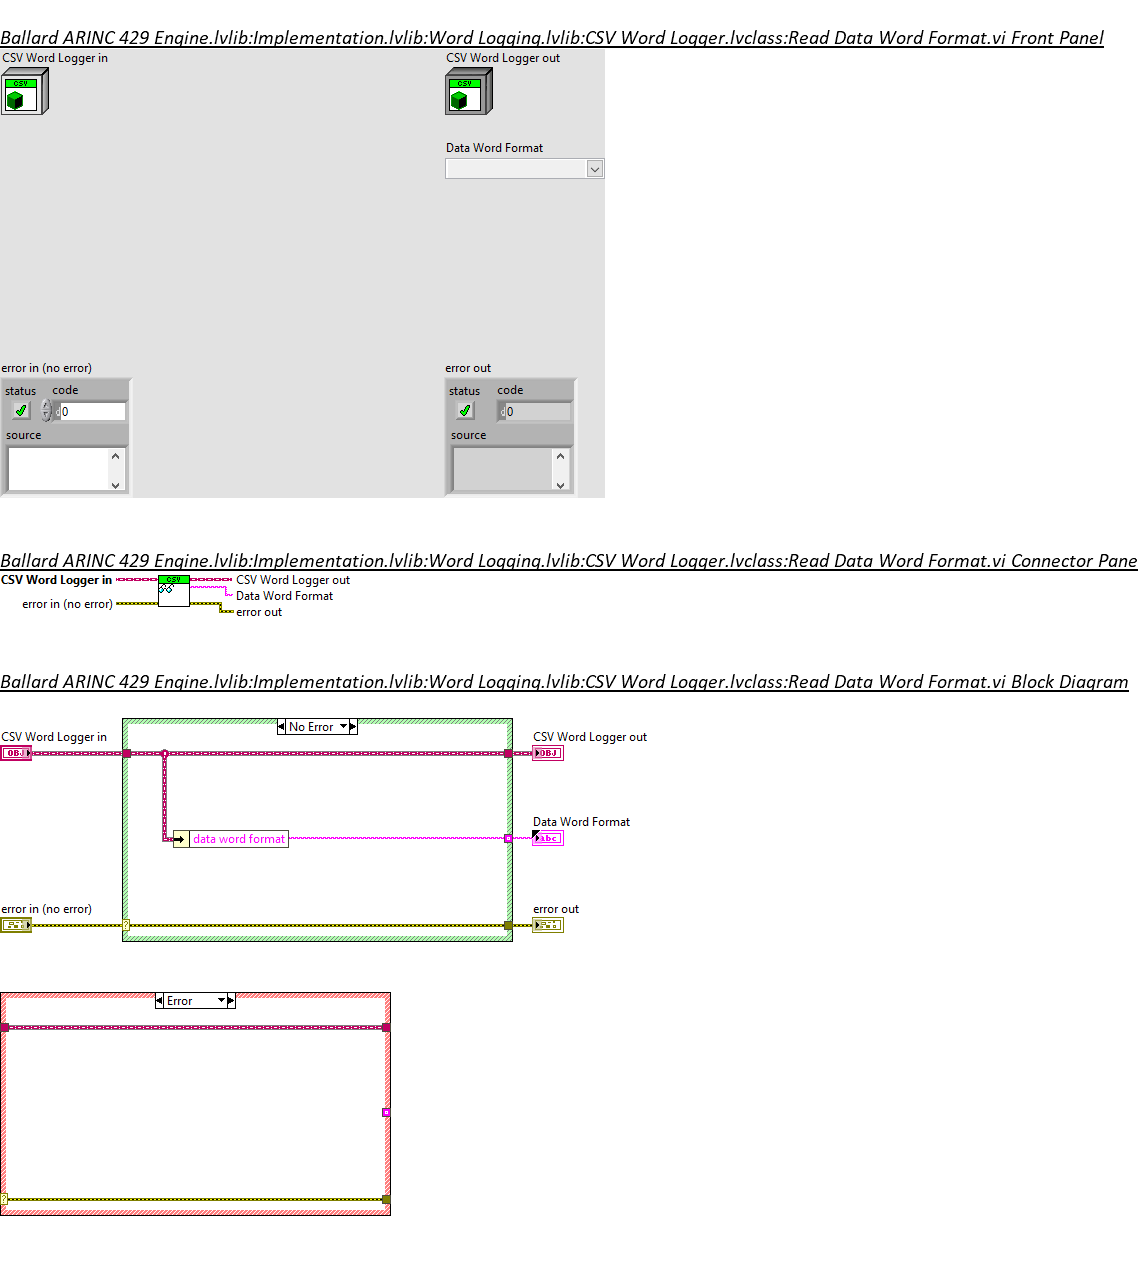 Ballard ARINC 429 Engine.lvlib:Implementation.lvlib:Word Logging.lvlib:CSV Word Logger.lvclass:Read Data Word Format.vi Front Panel
CSV Word Logger in
CSV Word Logger out
CSV
CSV
Data Word Format
error in (no error)
error out
status code
status code
d 0
d 0
source
source
Ballard ARINC 429 Engine.lvlib:Implementation.lvlib:Word Logging.lvlib:CSV Word Logger.lvclass:Read Data Word Format.vi Connector Pane
CSV Word Logger in
CSV
CSV Word Logger out
Data Word Format
error in (no error)
error out
Ballard ARINC 429 Engine.lvlib:Implementation.lvlib:Word Logging.lvlib:CSV Word Logger.lvclass:Read Data Word Format.vi Block Diagram
No Error
CSV Word Logger in
CSV Word Logger out
OBJ
OBJ
Data Word Format
data word format
abc
error in (no error)
error out
?
Error
?